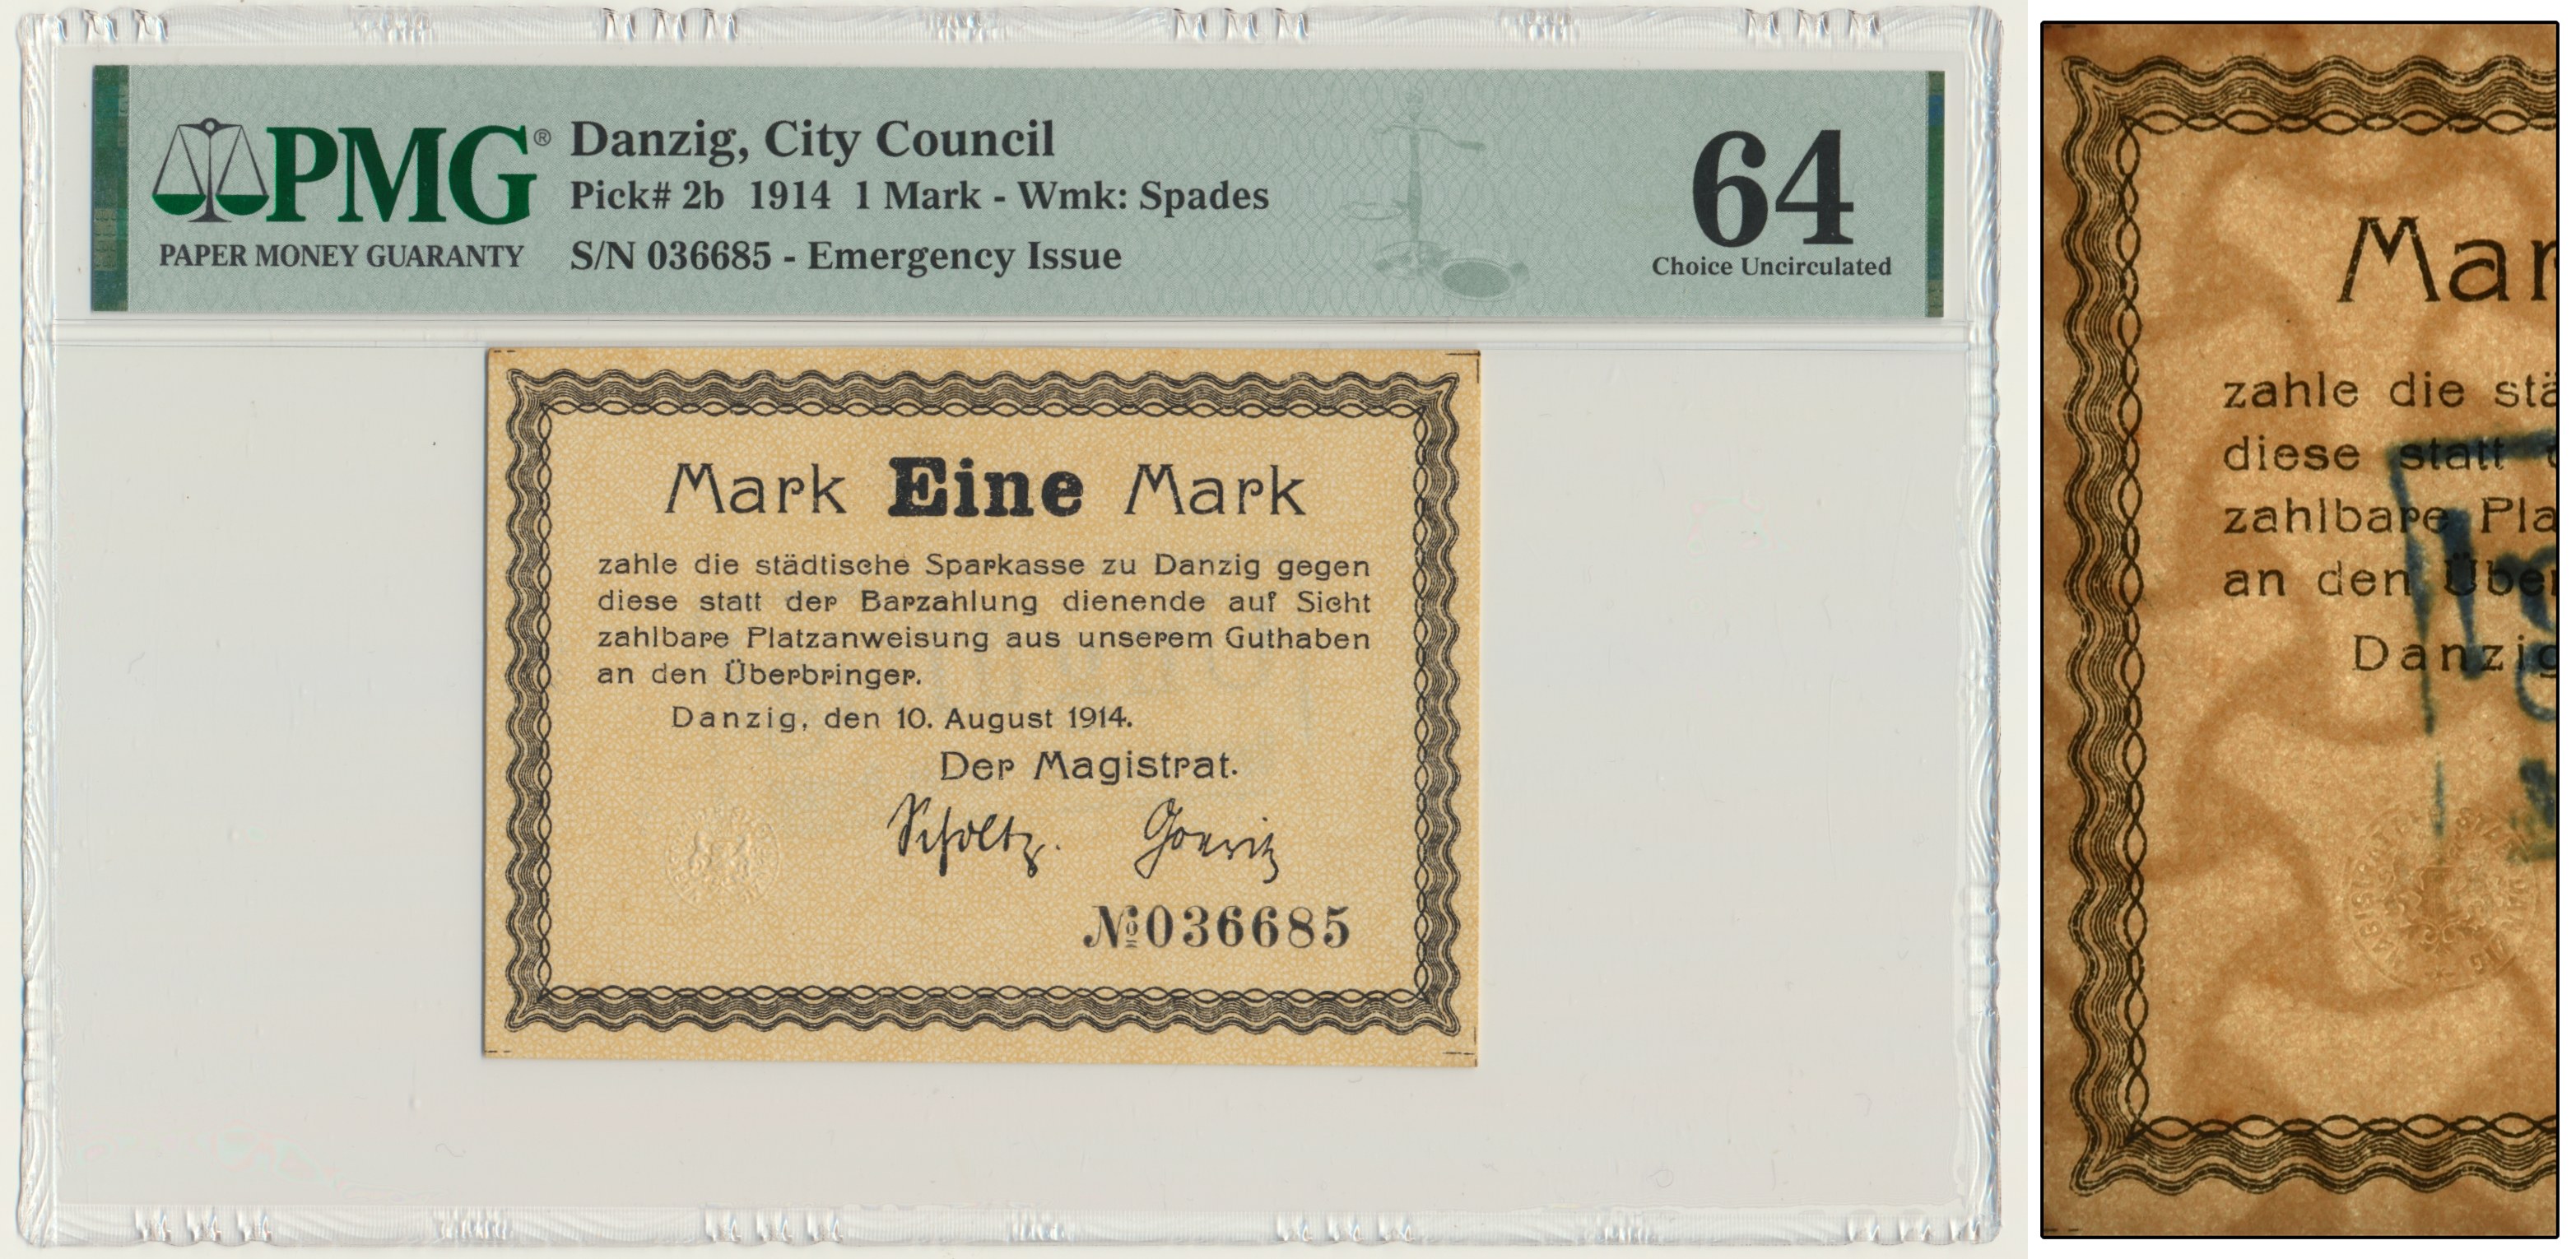 PMG®
PAPER MONEY GUARANTY
Danzig, City Council
Pick# 2b 1914 1 Mark - Wmk: Spades
S/N 036685 - Emergency Issue
64
Choice Uncirculated
Mark Eine Mark
zahle die städtische Sparkasse zu Danzig gegen
diese statt der Barzahlung dienende auf Sicht
zahlbare Platzanweisung aus unserem Guthaben
an den Überbringer.
Danzig, den 10. August 1914.
Der Magistrat.
Scholtz.
№036685
Mar
zahle die stä
diese statt
zahlbare Pla
an den Über
Danzig